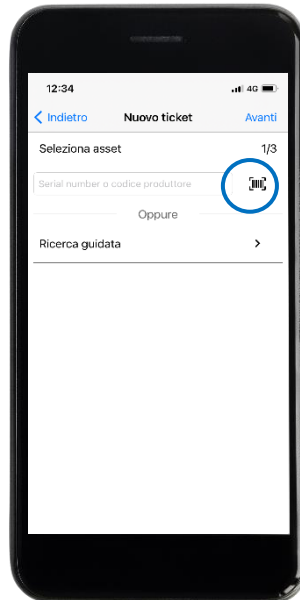 12:34 4G
Indietro Nuovo ticket Avanti
Seleziona asset 1/3
Serial number o codice produttore
Oppure
Ricerca guidata